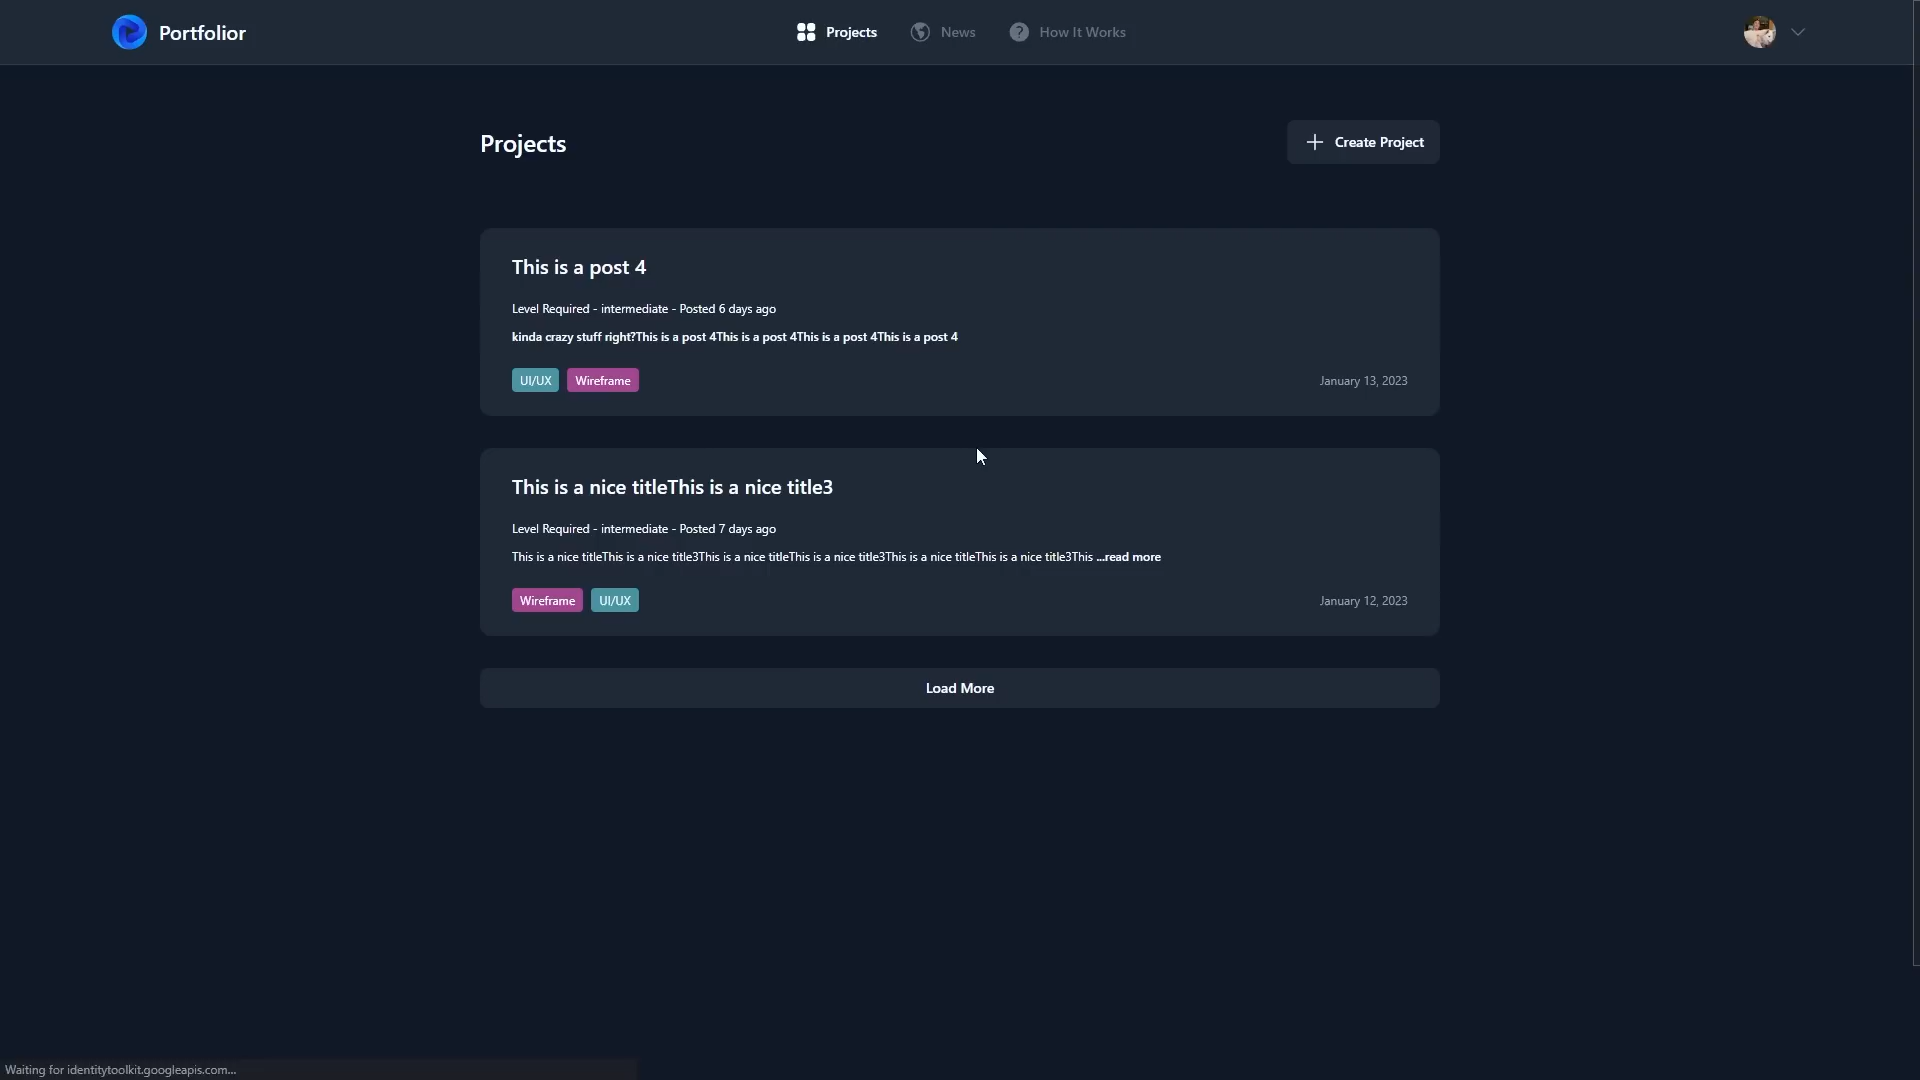 Portfolior
Projects
News
How It Works
Projects
Create Project
This is a post 4
Level Required - intermediate - Posted 6 days ago
kinda crazy stuff right?This is a post 4This is a post 4This is a post 4This is a post 4
UI/UX
Wireframe
January 13, 2023
This is a nice titleThis is a nice title3
Level Required - intermediate - Posted 7 days ago
This is a nice titleThis is a nice title3This is a nice titleThis is a nice title3This is a nice titleThis is a nice title3This ...read more
Wireframe
UI/UX
January 12, 2023
Load More
Waiting for identitytoolkit.googleapis.com...